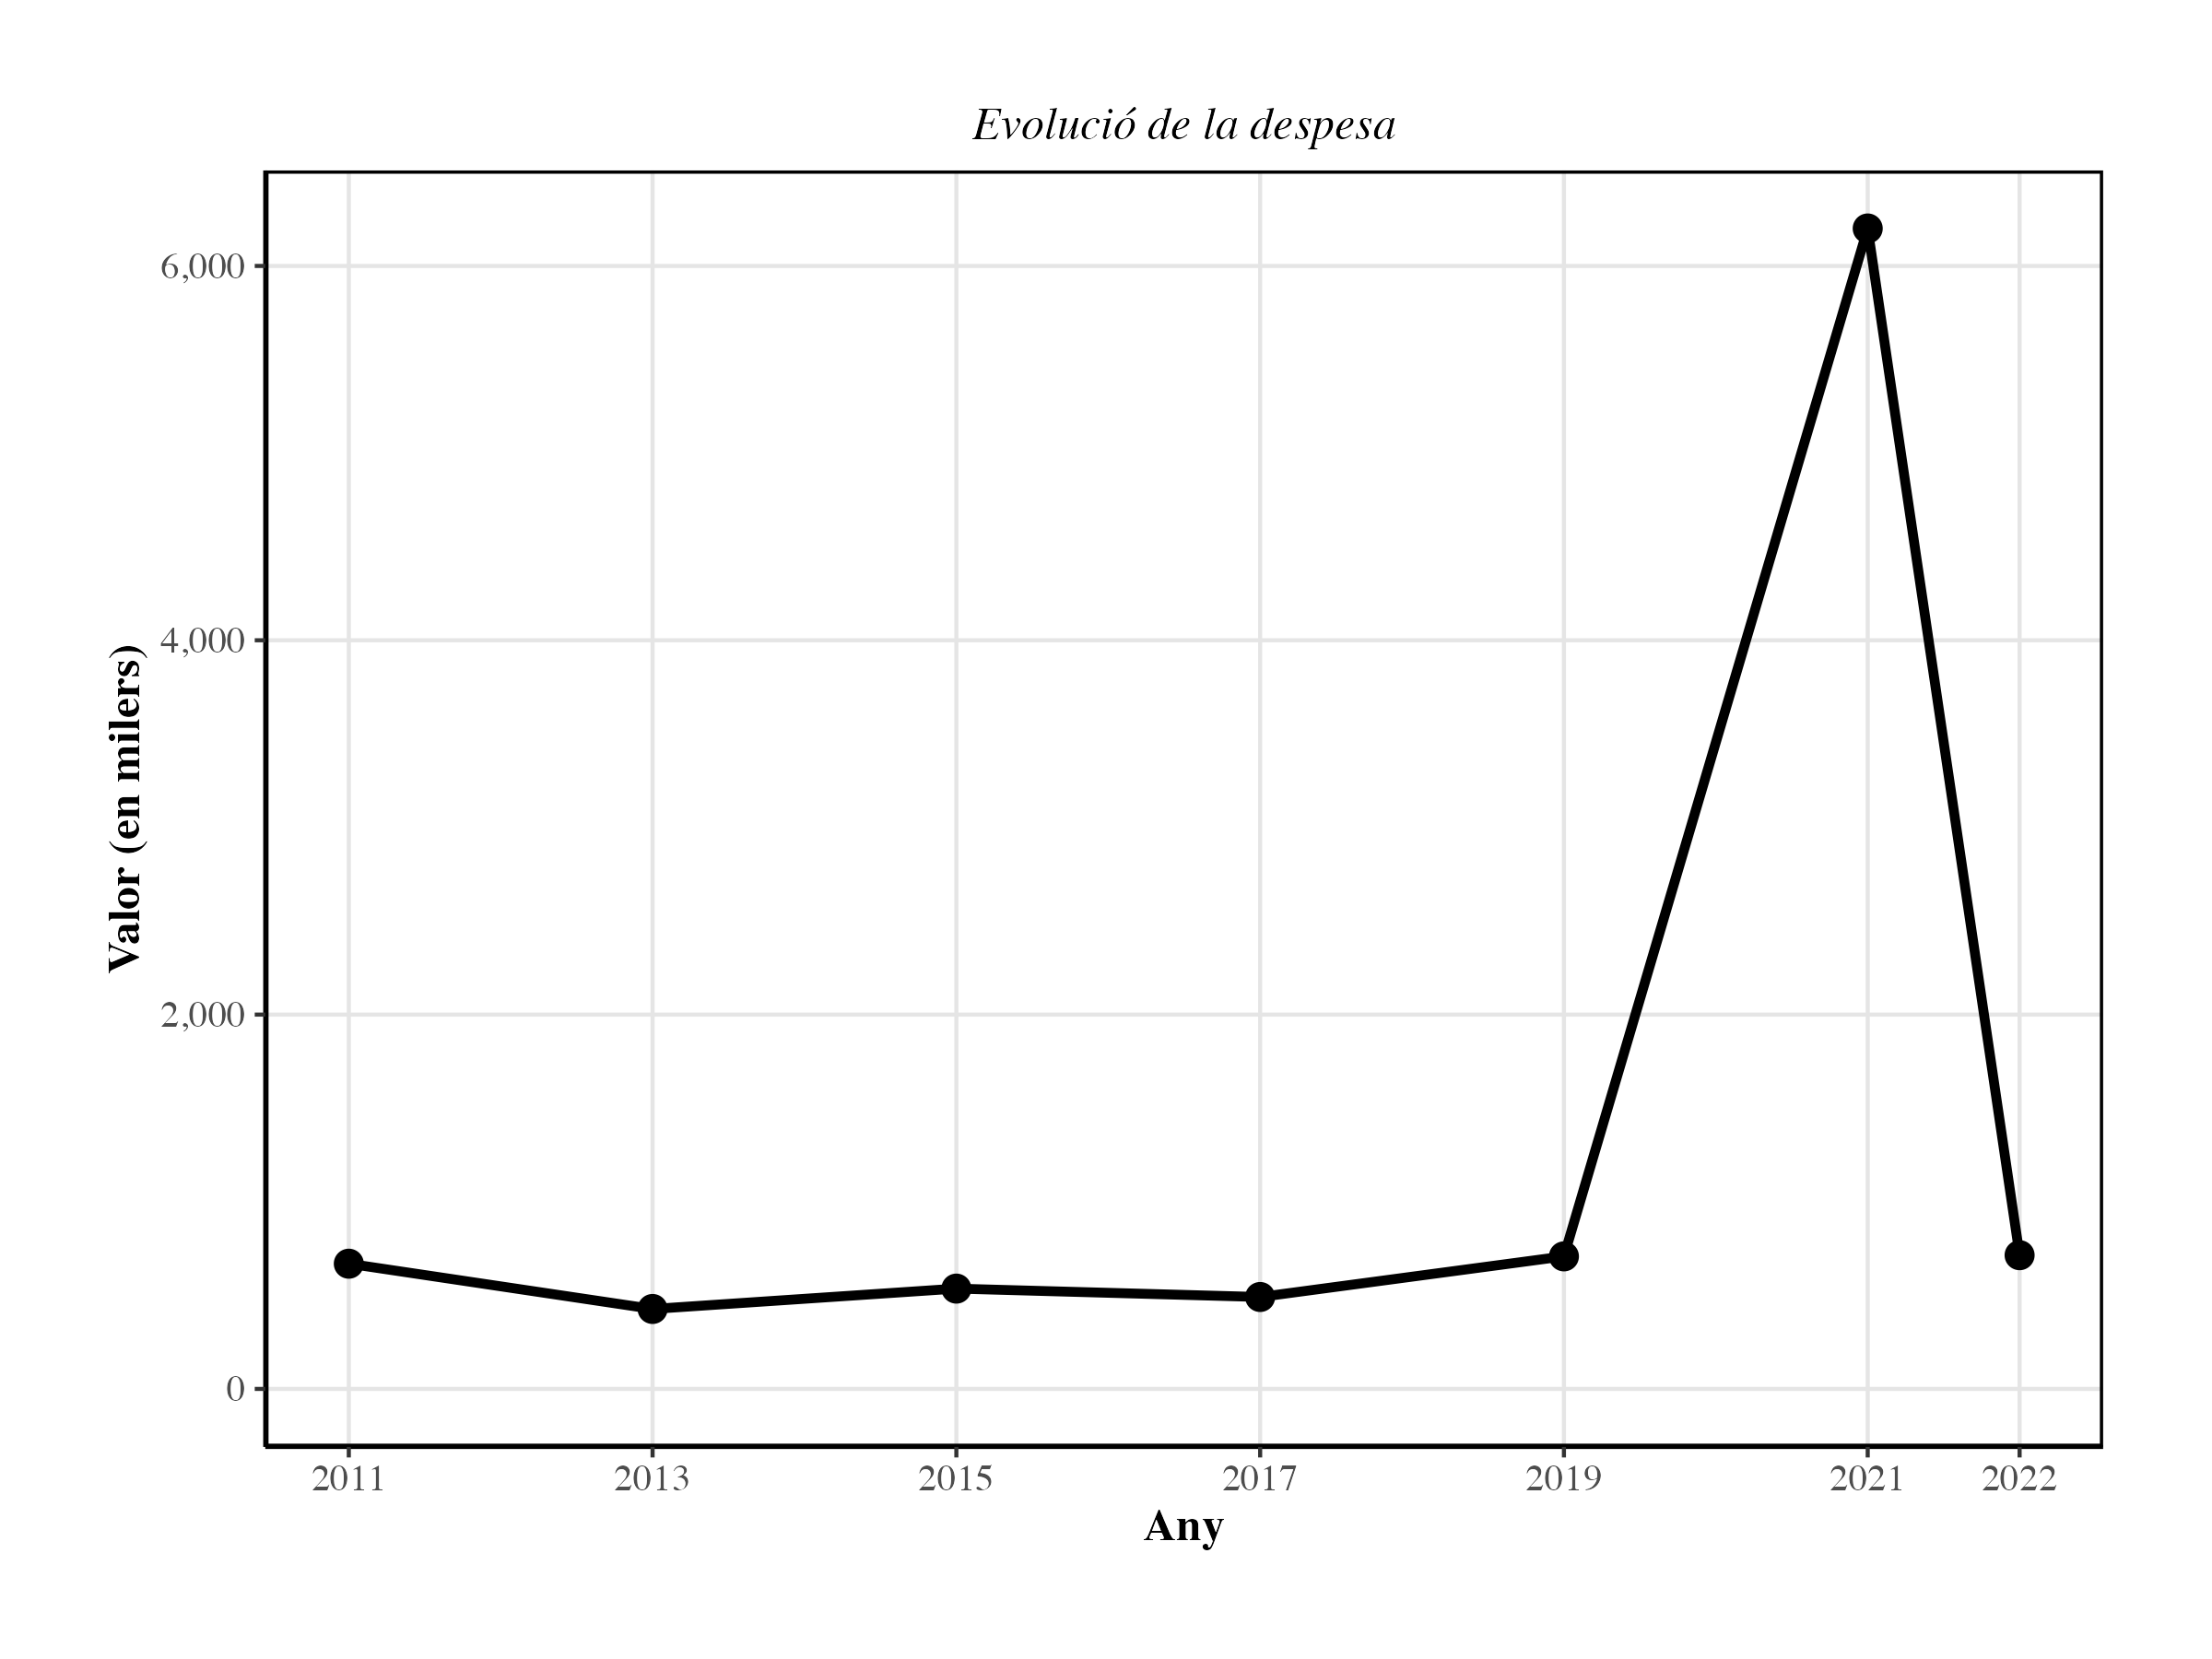 Evolució de la despesa
6,000
4,000
2,000
0
Valor (en milers)
2011 2013 2015 2017 2019 2021 2022
Any